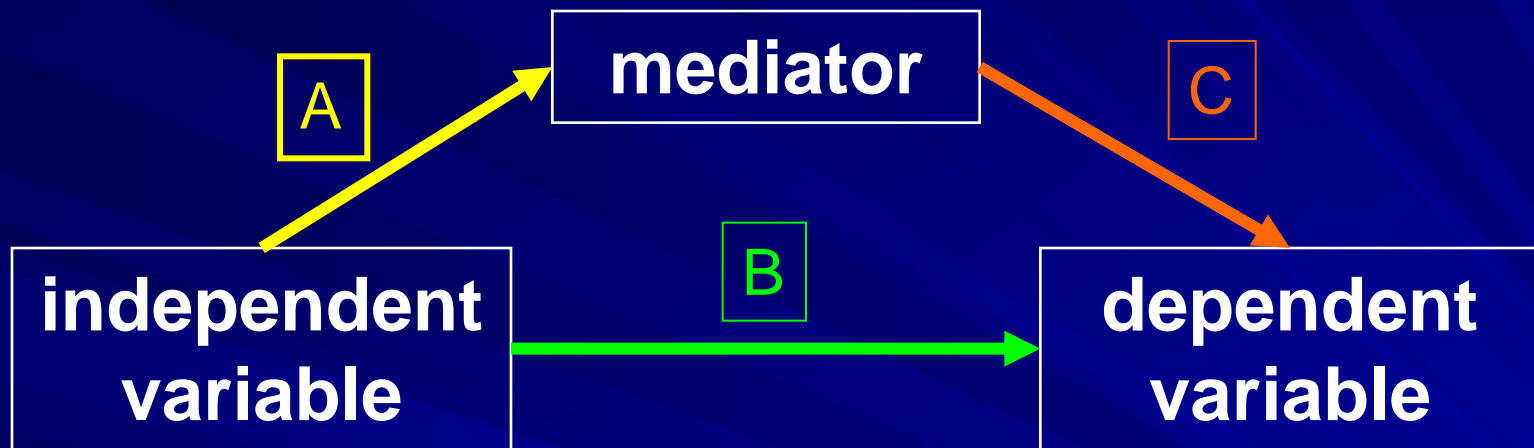 mediator
A
C
B
independent
variable
dependent
variable